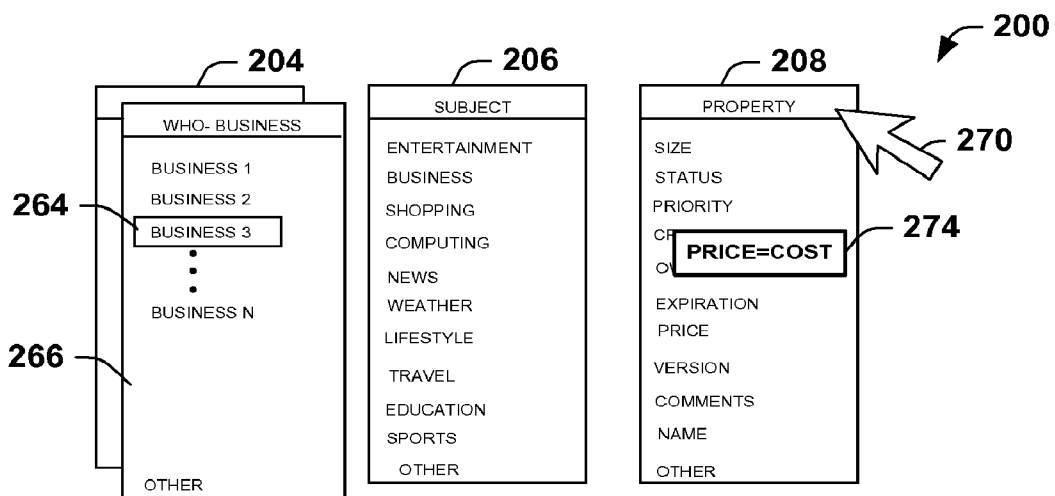 200
204
206
208
WHO- BUSINESS
BUSINESS 1
BUSINESS 2
BUSINESS 3
BUSINESS N
OTHER
264
266
SUBJECT
ENTERTAINMENT
BUSINESS
SHOPPING
COMPUTING
NEWS
WEATHER
LIFESTYLE
TRAVEL
EDUCATION
SPORTS
OTHER
PROPERTY
270
SIZE
STATUS
PRIORITY
PRICE=COST
274
EXPIRATION
PRICE
VERSION
COMMENTS
NAME
OTHER